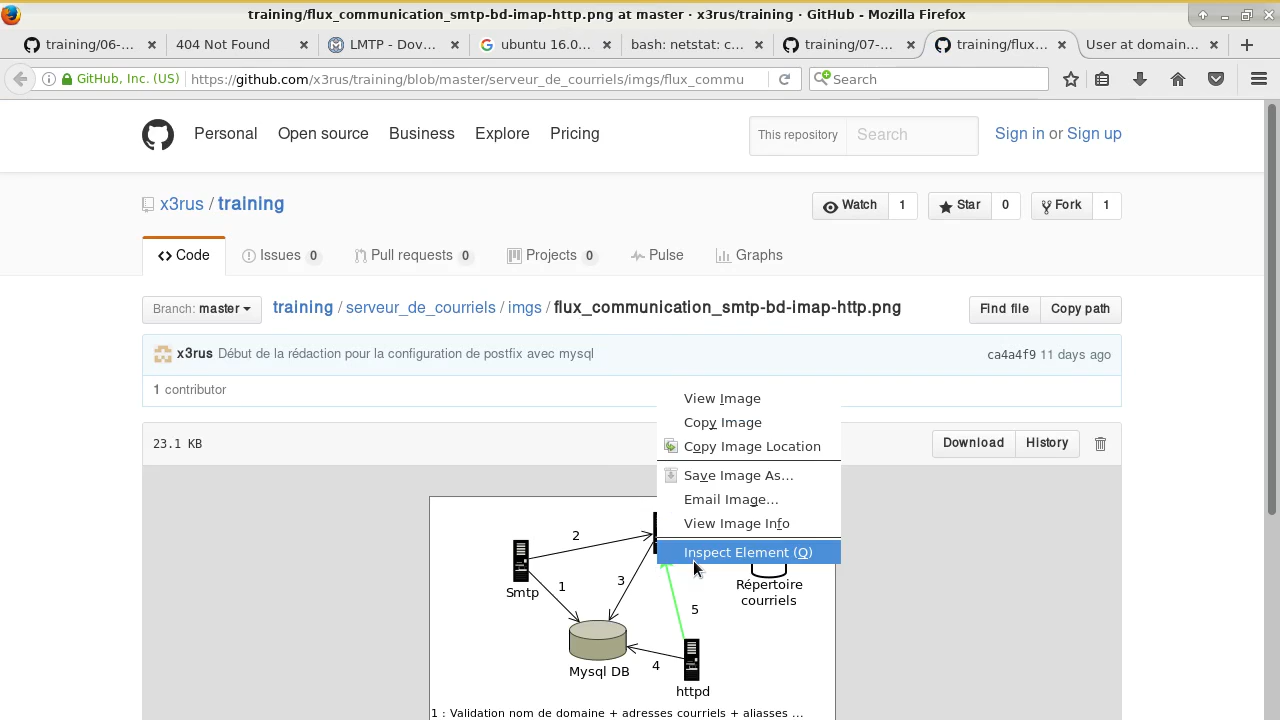 training/flux_communication_smtp-bd-imap-http.png at master · x3rus/training · GitHub - Mozilla Firefox
training/06-... 404 Not Found LMTP - Dov... ubuntu 16.0... bash: netstat: c... training/07-... training/flux... User at domain...
GitHub, Inc. (US) https://github.com/x3rus/training/blob/master/serveur_de_courriels/imgs/flux_commu Search
Personal Open source Business Explore Pricing This repository Search Sign in or Sign up
x3rus / training Watch 1 Star 0 Fork 1
Code Issues 0 Pull requests 0 Projects 0 Pulse Graphs
Branch: master training / serveur_de_courriels / imgs / flux_communication_smtp-bd-imap-http.png Find file Copy path
x3rus Début de la rédaction pour la configuration de postfix avec mysql ca4a4f9 11 days ago
1 contributor
View Image
Copy Image
23.1 KB Download History
Copy Image Location
Save Image As...
Email Image...
View Image Info
Inspect Element (Q)
2
Smtp
1
3
Répertoire
courriels
5
Mysql DB
4
httpd
1 : Validation nom de domaine + adresses courriels + aliasses ...